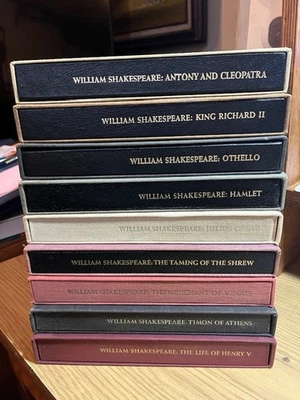 WILLIAM SHAKESPEARE: ANTONY AND CLEOPATRA
WILLIAM SHAKESPEARE: KING RICHARD II
WILLIAM SHAKESPEARE: OTHELLO
WILLIAM SHAKESPEARE: HAMLET
WILLIAM SHAKESPEARE:
WILLIAM SHAKESPEARE: THE TAMING OF THE SHREW
WILLIAM SHAKESPEARE: THE MERCHANT OF VENICE
WILLIAM SHAKESPEARE: TIMON OF ATHENS
WILLIAM SHAKESPEARE: THE LIFE OF HENRY V